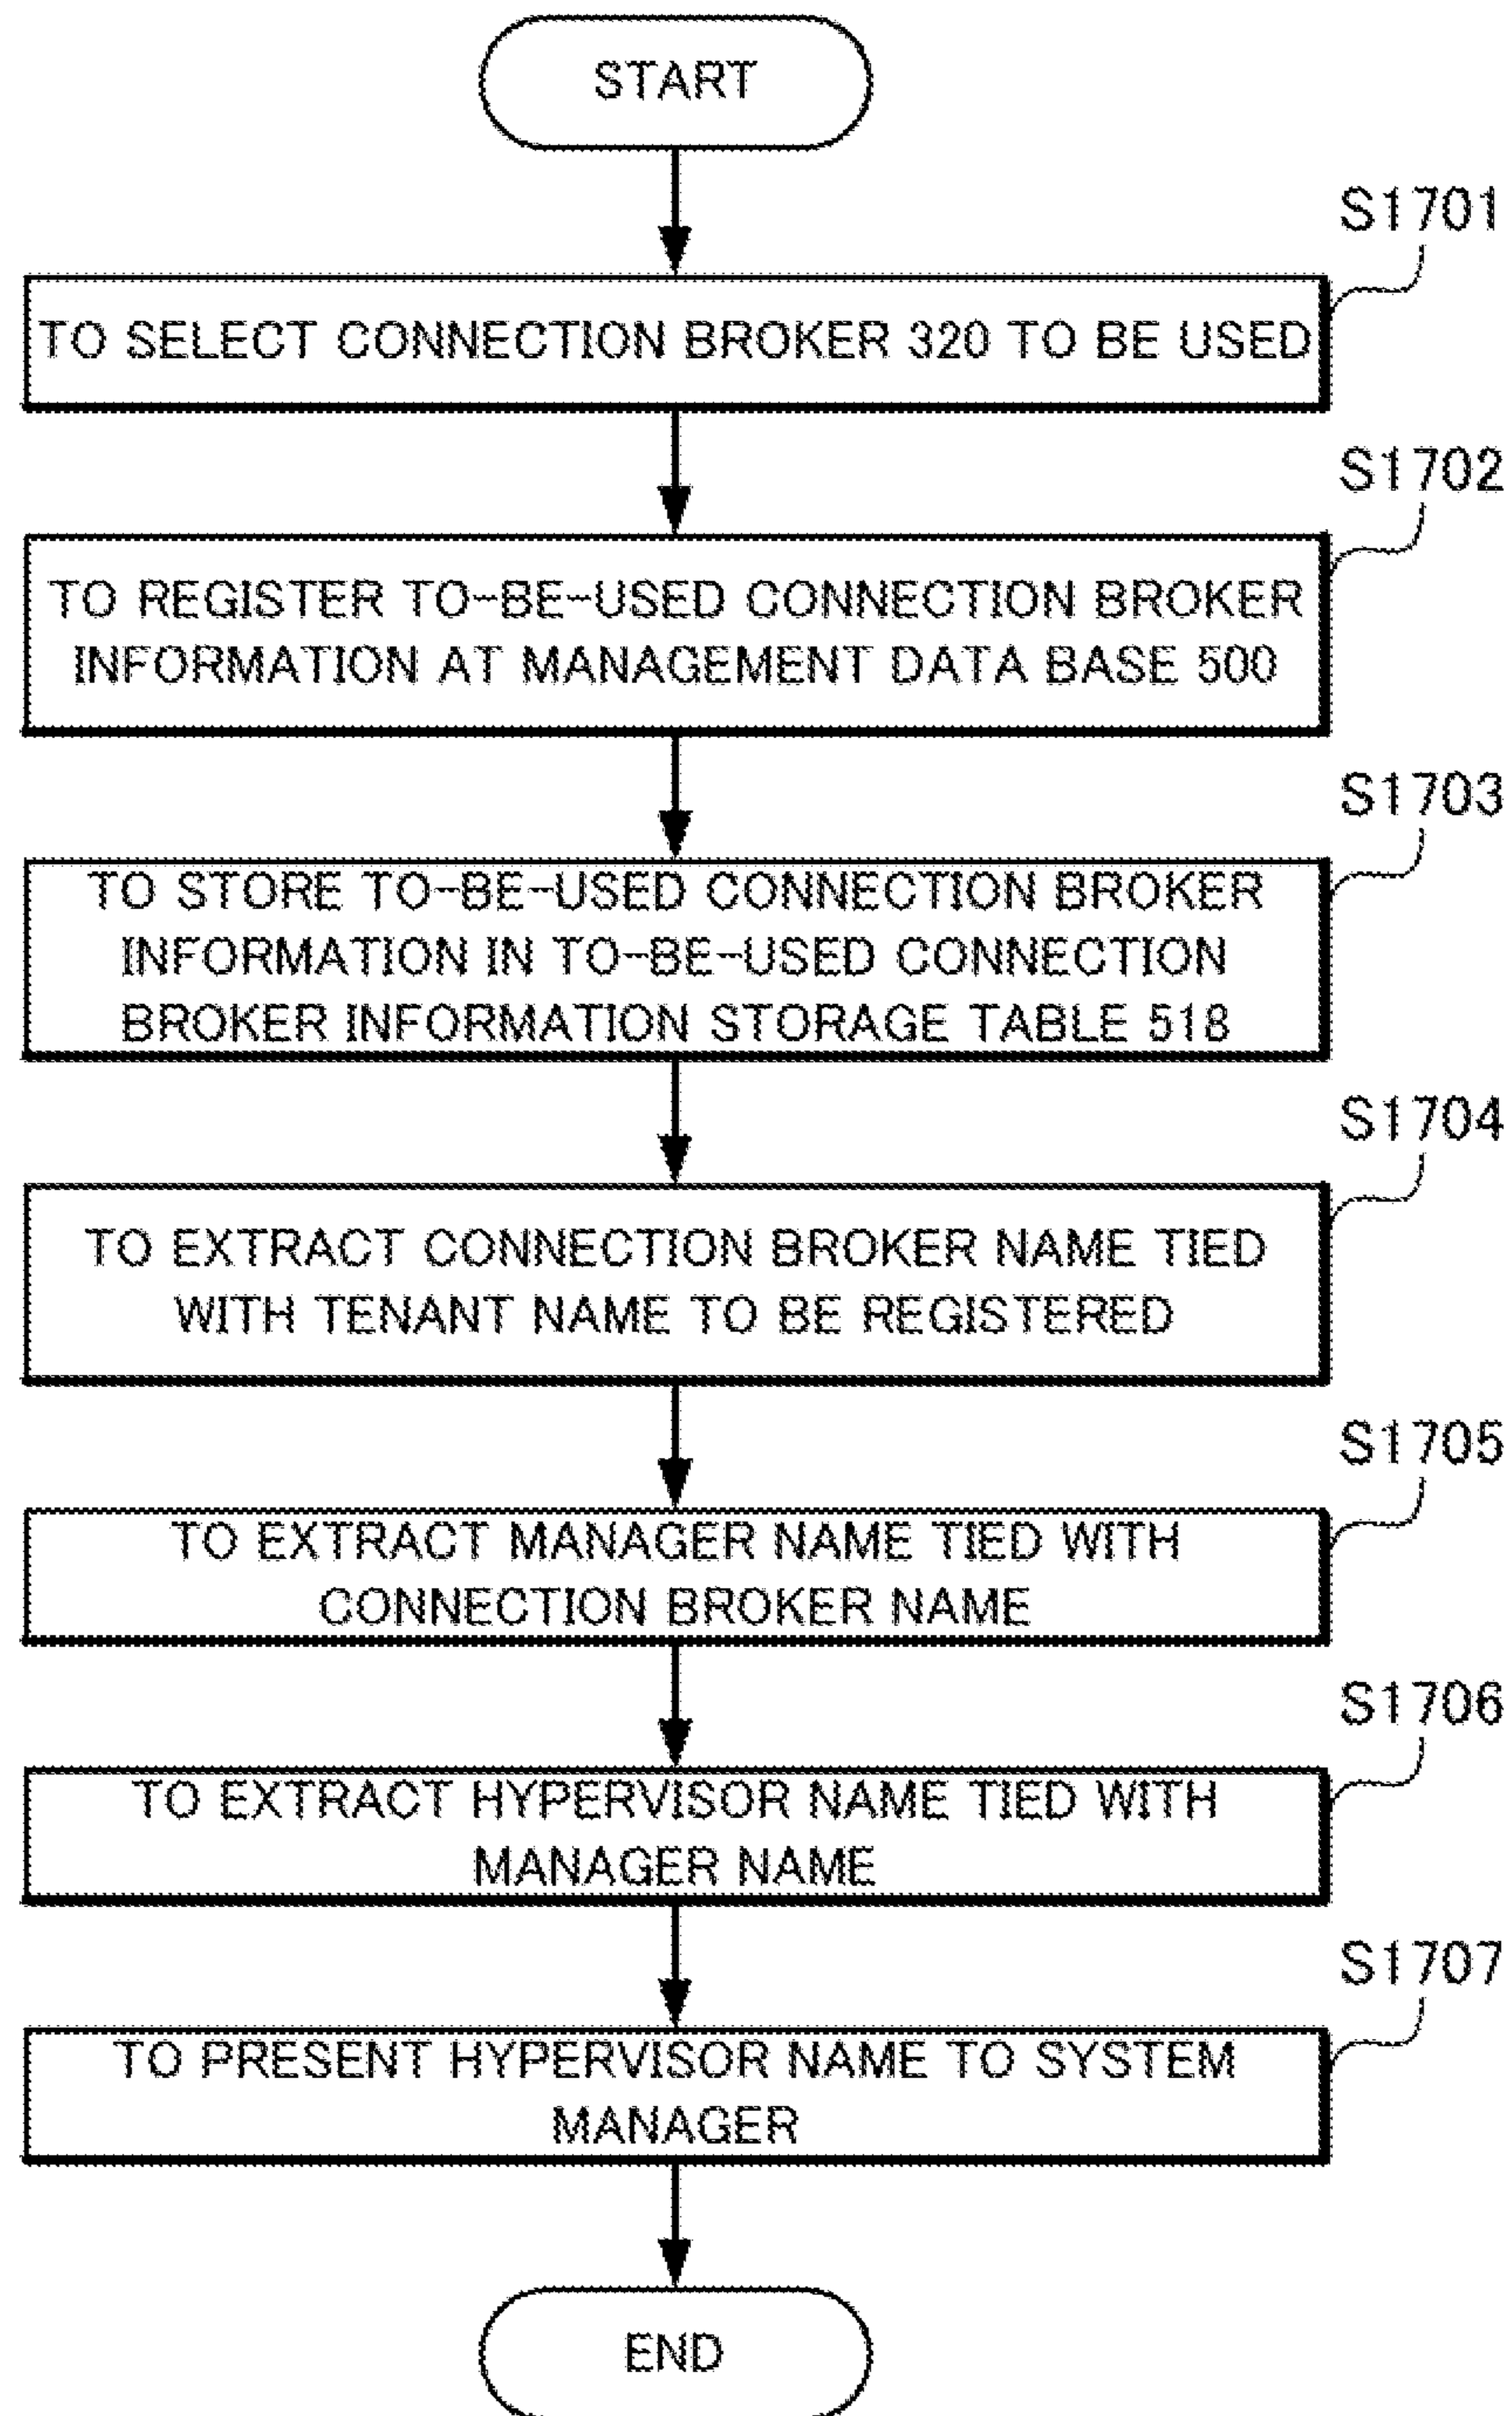 START
S1701
TO SELECT CONNECTION BROKER 320 TO BE USED
S1702
TO REGISTER TO-BE-USED CONNECTION BROKER
INFORMATION AT MANAGEMENT DATA BASE 500
S1703
TO STORE TO-BE-USED CONNECTION BROKER
INFORMATION IN TO-BE-USED CONNECTION
BROKER INFORMATION STORAGE TABLE 518
S1704
TO EXTRACT CONNECTION BROKER NAME TIED
WITH TENANT NAME TO BE REGISTERED
S1705
TO EXTRACT MANAGER NAME TIED WITH
CONNECTION BROKER NAME
S1706
TO EXTRACT HYPERVISOR NAME TIED WITH
MANAGER NAME
S1707
TO PRESENT HYPERVISOR NAME TO SYSTEM
MANAGER
END